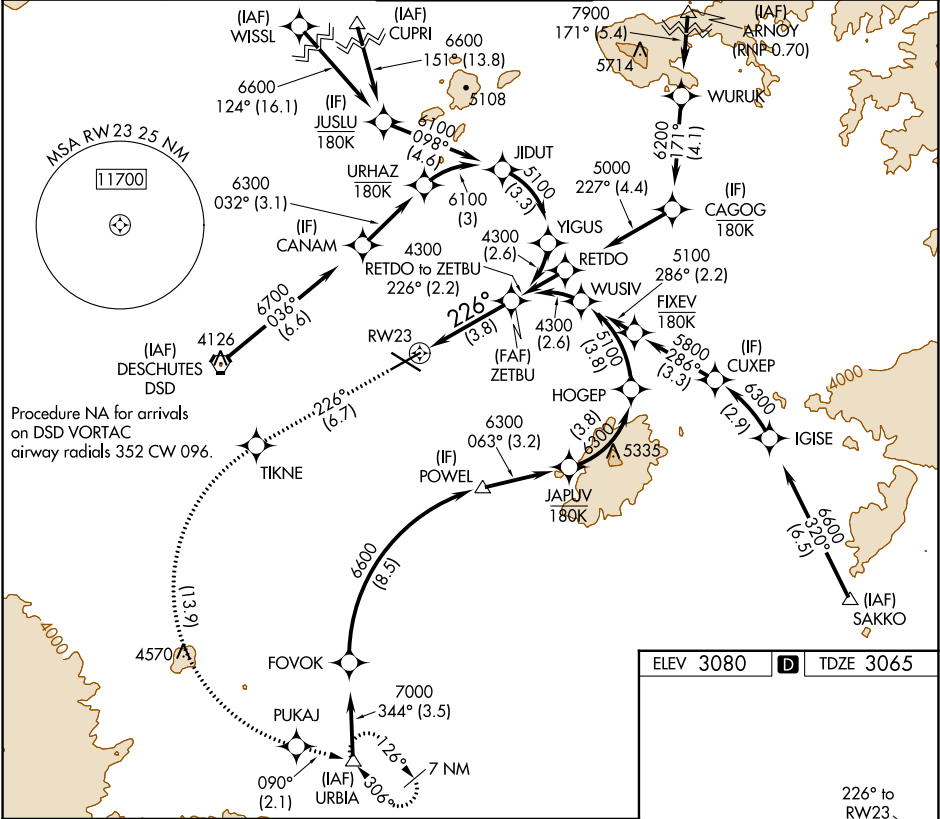 (IAF)
WISSL
(IAF)
CUPRI
6600
151° (13.8)
6600
124° (16.1)
7900
171° (5.4)
(IAF)
ARNOY
(RNP 0.70)
5714
5108
WURUK
(IF)
JUSLU
180K
6100
098°
(4.6)
6200
171°
(4.1)
MSA RW23 25 NM
11700
JIDUT
URHAZ
180K
6100
(3)
5100
(3.3)
5000
227° (4.4)
(IF)
CAGOG
180K
6300
032° (3.1)
(IF)
CANAM
YIGUS
4300
(2.6)
4300
RETDO to ZETBU
226° (2.2)
RETDO
5100
286° (2.2)
6700
036°
(6.6)
WUSIV
FIXEV
180K
226°
(3.8)
4300
(2.6)
5100
(3.8)
5800
286°
(3.3)
(IF)
CUXEP
4126
(IAF)
DESCHUTES
DSD
RW23
(FAF)
ZETBU
4000
Procedure NA for arrivals
on DSD VORTAC
airway radials 352 CW 096.
226°
(6.7)
HOGEP
6300
(2.9)
IGISE
TIKNE
6300
063° (3.2)
(3.8)
6300
5335
(IF)
POWEL
JAPUV
180K
6600
320°
(6.5)
6600
(8.5)
(IAF)
SAKKO
(13.9)
4000
4570
FOVOK
ELEV 3080 D TDZE 3065
7000
344° (3.5)
PUKAJ
126°
7 NM
090°
(2.1)
(IAF)
URBIA
306°
226° to
RW23